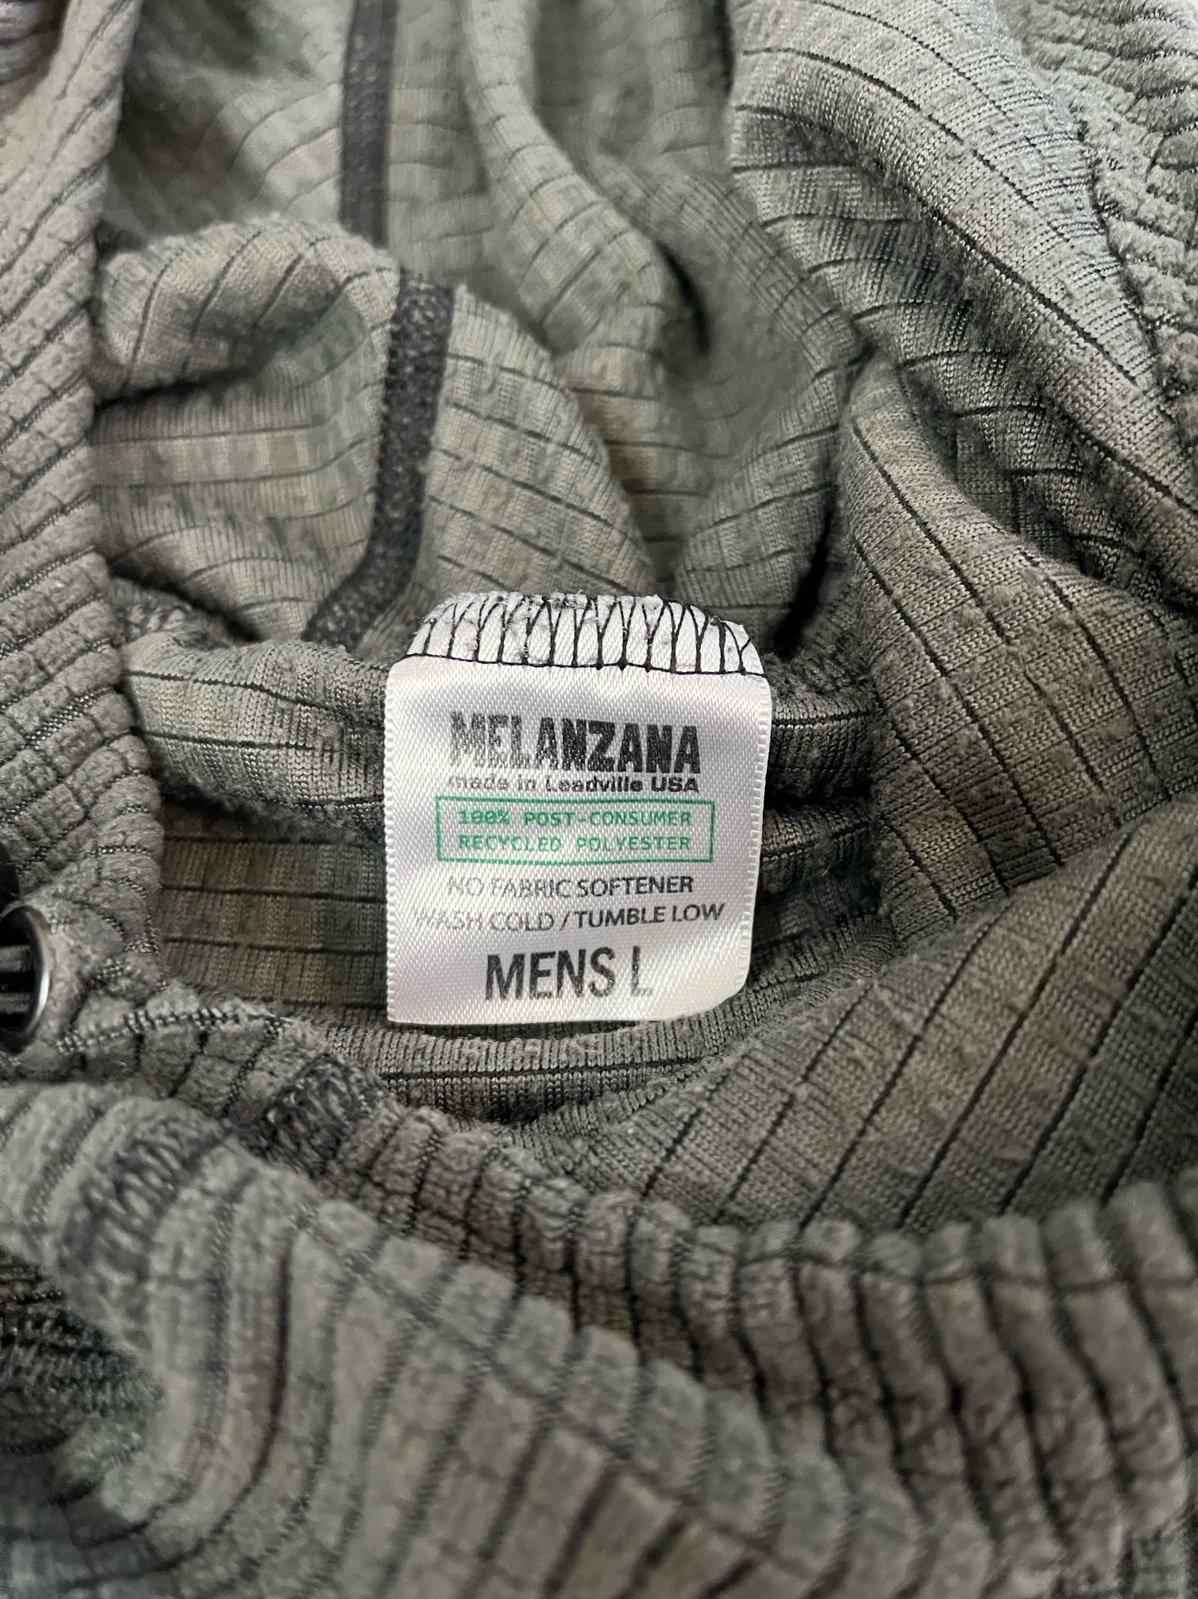 MELANZANA
made in Leadville USA
100% POST-CONSUMER
RECYCLED POLYESTER
NO FABRIC SOFTENER
WASH COLD / TUMBLE LOW
MENS L